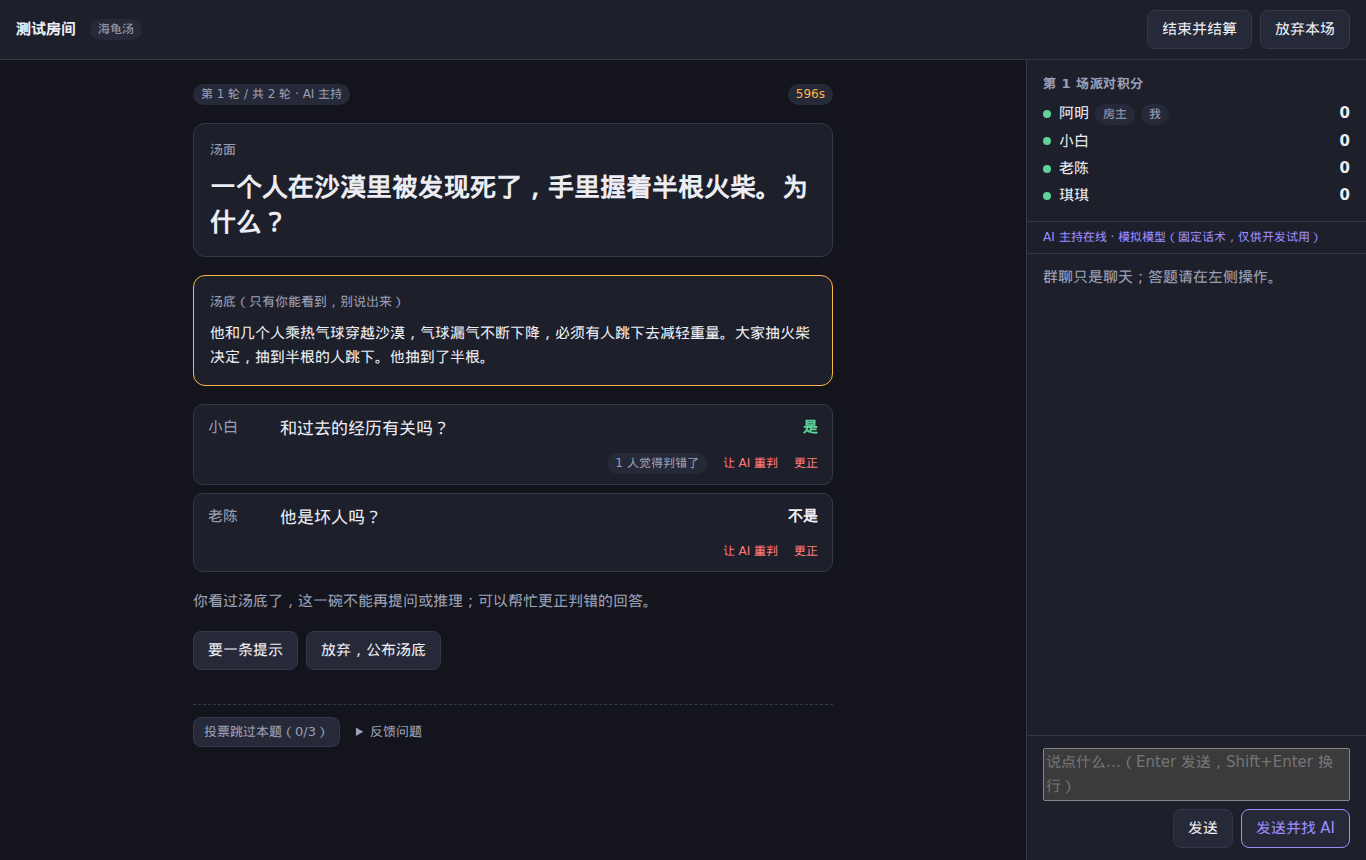 测试房间 海龟汤 结束并结算 放弃本场
第 1 轮 / 共 2 轮 · AI 主持 596s
汤面
一个人在沙漠里被发现死了，手里握着半根火柴。为
什么？
汤底（只有你能看到，别说出来）
他和几个人乘热气球穿越沙漠，气球漏气不断下降，必须有人跳下去减轻重量。大家抽火柴
决定，抽到半根的人跳下。他抽到了半根。
小白 和过去的经历有关吗？ 是
1 人觉得判错了 让 AI 重判 更正
老陈 他是坏人吗？ 不是
让 AI 重判 更正
你看过汤底了，这一碗不能再提问或推理；可以帮忙更正判错的回答。
要一条提示 放弃，公布汤底
投票跳过本题（0/3） ▶ 反馈问题
第 1 场派对积分
阿明 房主 我 0
小白 0
老陈 0
琪琪 0
AI 主持在线 · 模拟模型（固定话术，仅供开发试用）
群聊只是聊天；答题请在左侧操作。
说点什么…（Enter 发送，Shift+Enter 换
行）
发送 发送并找 AI